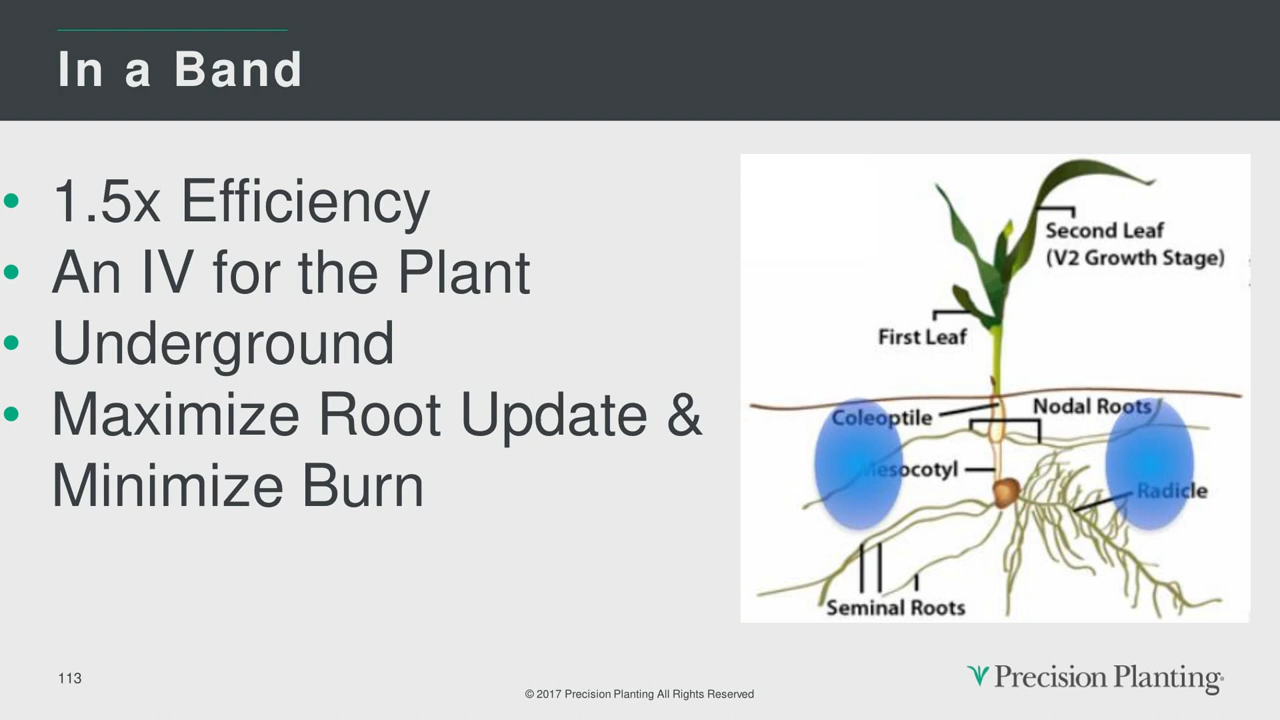 In a Band
• 1.5x Efficiency
• An IV for the Plant
• Underground
• Maximize Root Update &
Minimize Burn
Second Leaf
(V2 Growth Stage)
First Leaf
Coleoptile
Nodal Roots
Mesocotyl
Radicle
Seminal Roots
113
© 2017 Precision Planting All Rights Reserved
Precision Planting®